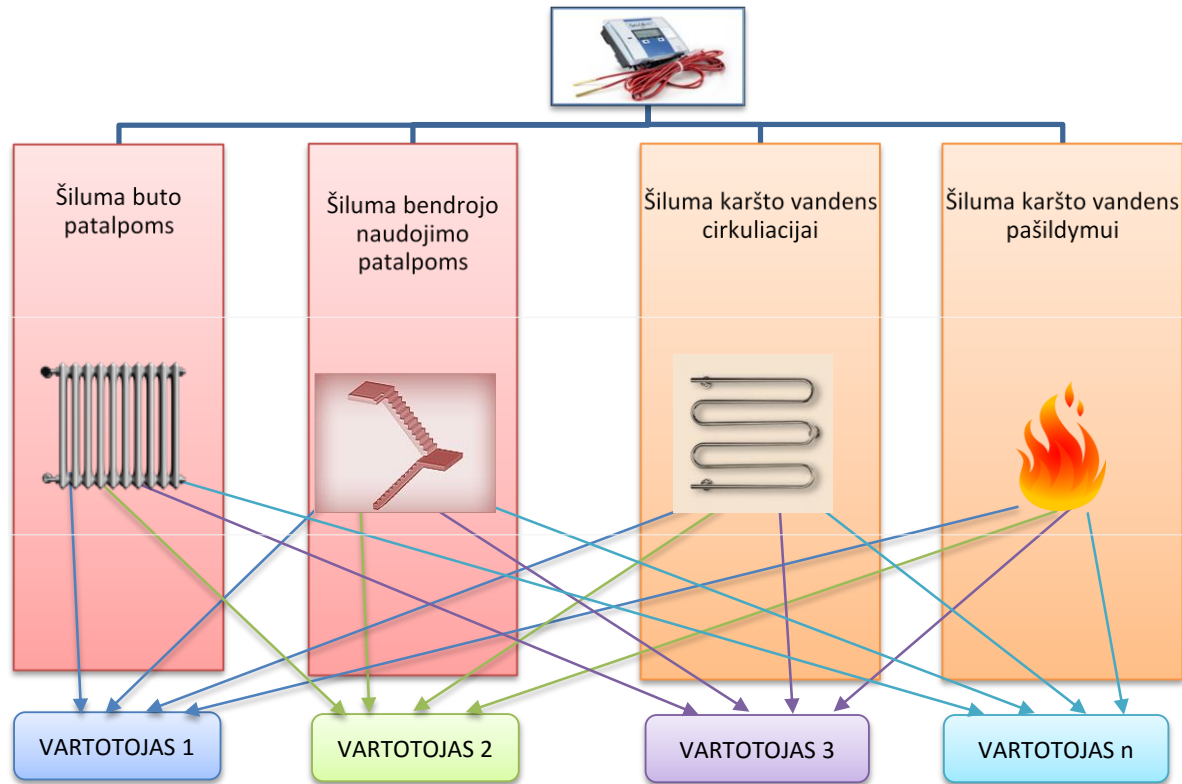 Šiluma buto
patalpoms
Šiluma bendrojo
naudojimo
patalpoms
Šiluma karšto vandens
cirkuliacijai
Šiluma karšto vandens
pašildymui
VARTOTOJAS 1
VARTOTOJAS 2
VARTOTOJAS 3
VARTOTOJAS n